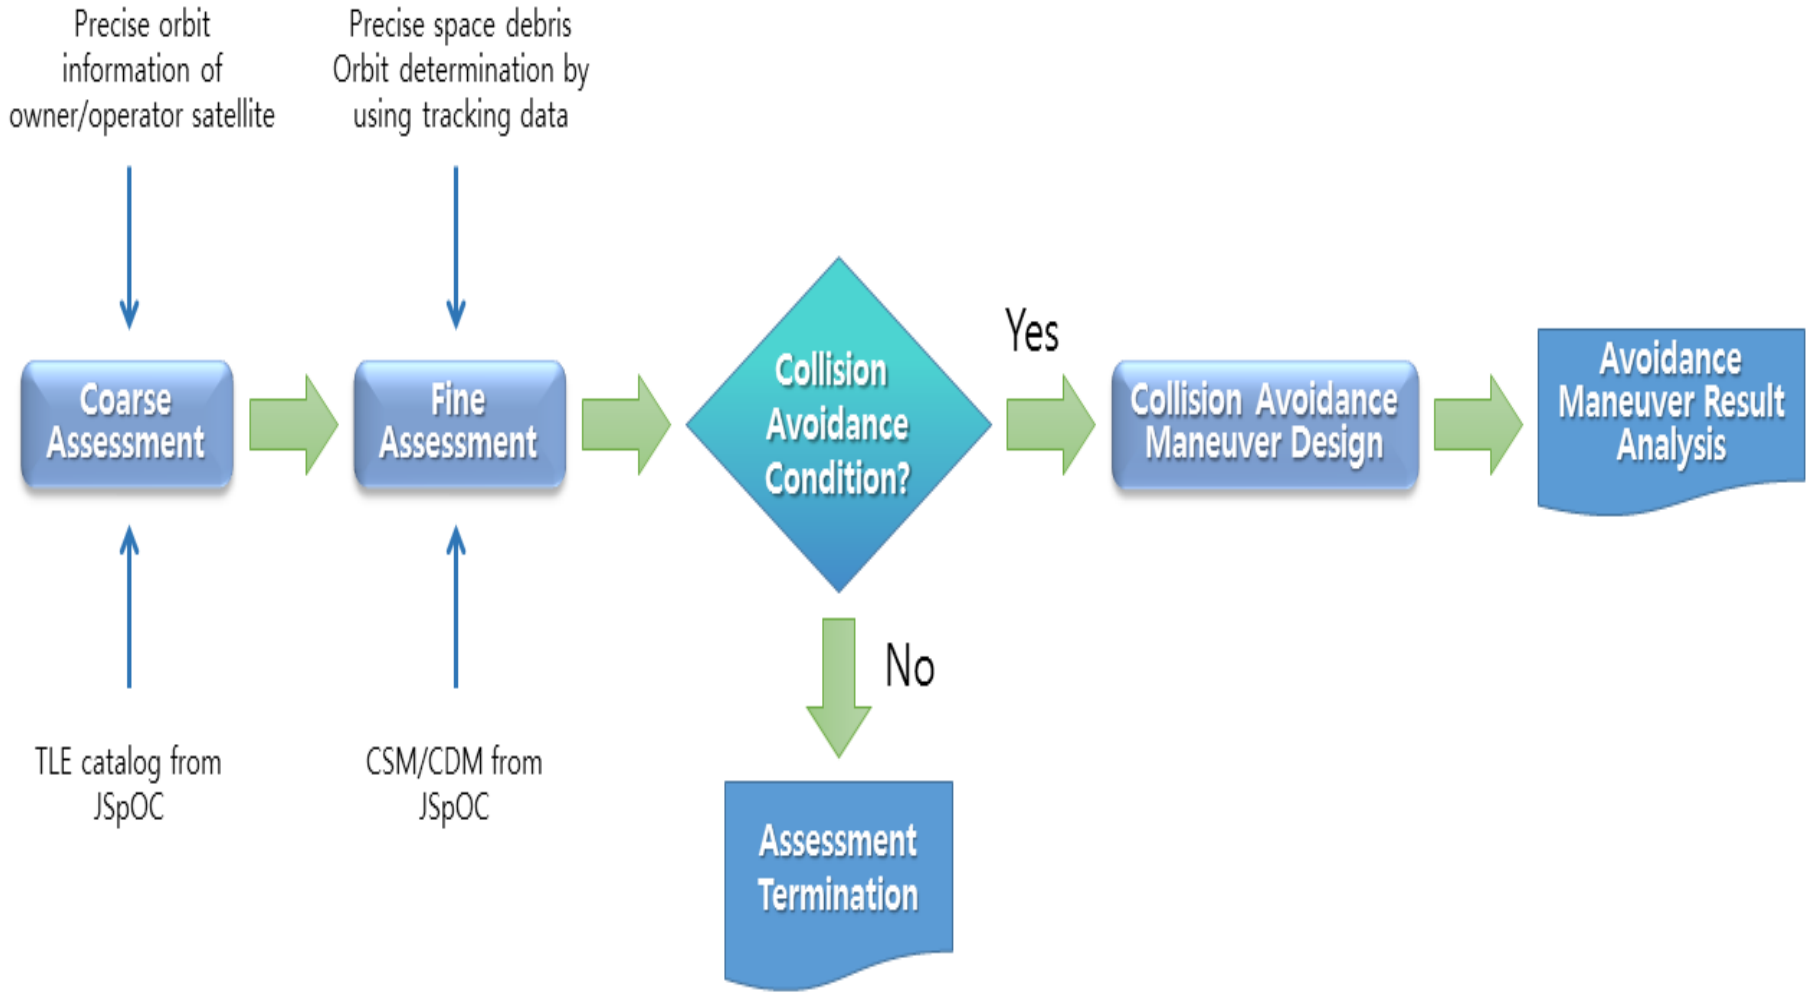 Precise orbit
information of
owner/operator satellite
Precise space debris
Orbit determination by
using tracking data
Coarse
Assessment
Fine
Assessment
Collision
Avoidance
Condition?
Yes
Collision Avoidance
Maneuver Design
Avoidance
Maneuver Result
Analysis
No
TLE catalog from
JSpOC
CSM/CDM from
JSpOC
Assessment
Termination